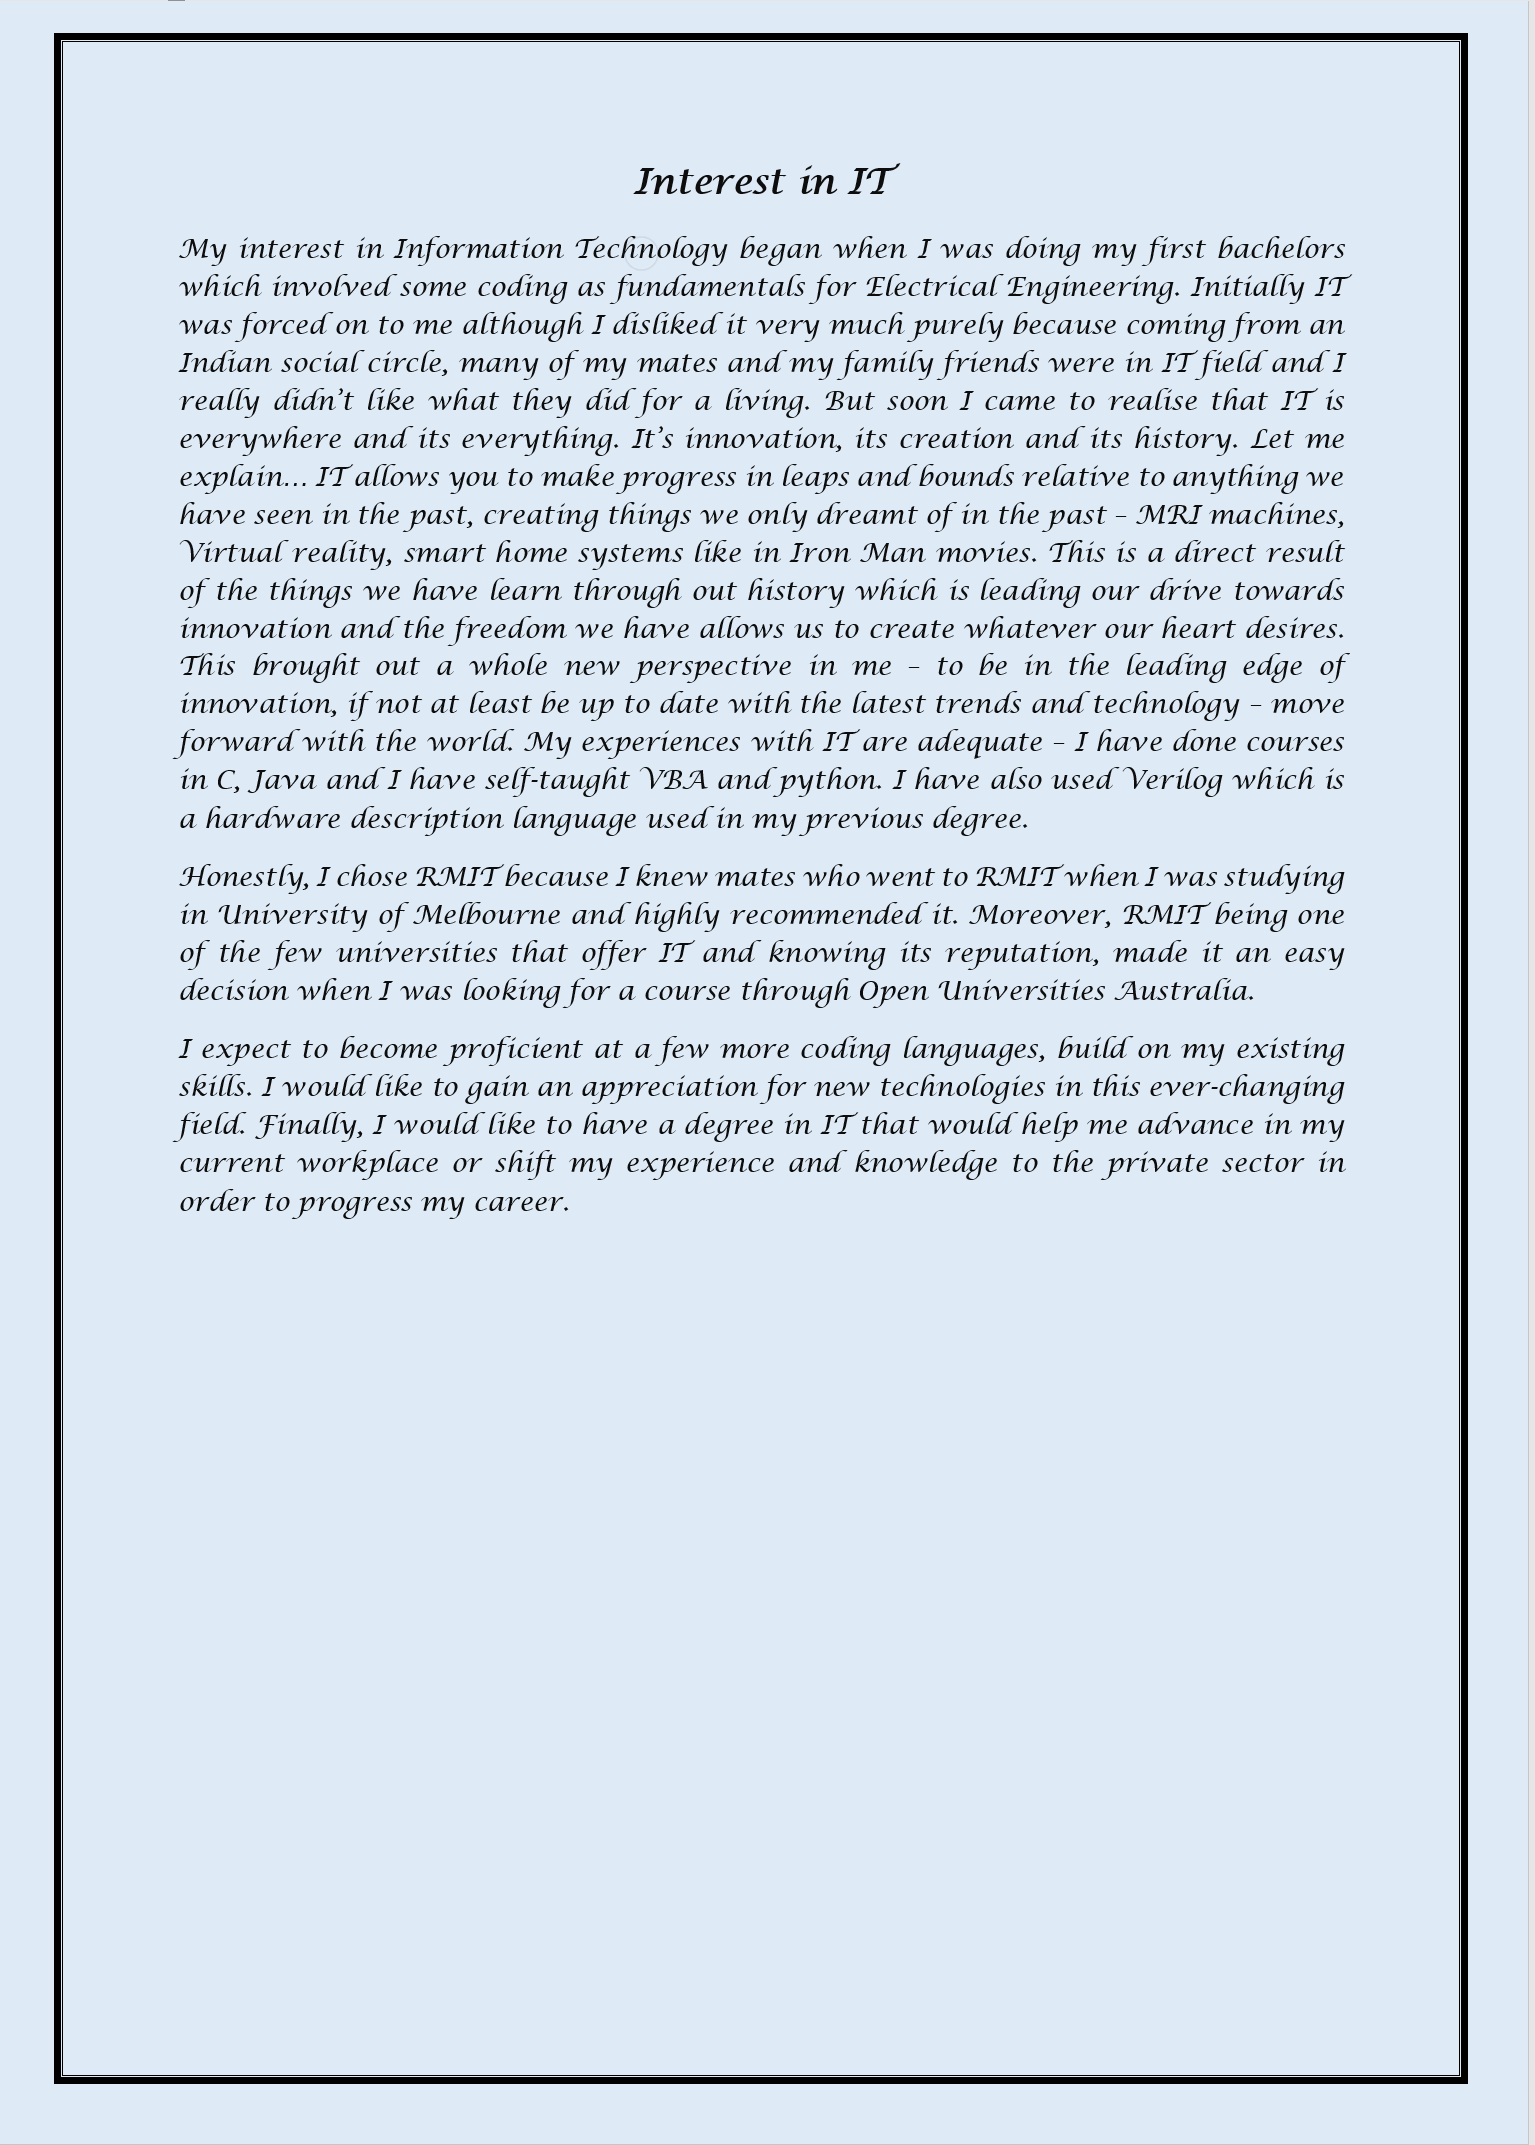 Interest in IT
My interest in Information Technology began when I was doing my first bachelors
which involved some coding as fundamentals for Electrical Engineering. Initially IT
was forced on to me although I disliked it very much purely because coming from an
Indian social circle, many of my mates and my family friends were in IT field and I
really didn't like what they did for a living. But soon I came to realise that IT is
everywhere and its everything. It's innovation, its creation and its history. Let me
explain... IT allows you to make progress in leaps and bounds relative to anything we
have seen in the past, creating things we only dreamt of in the past – MRI machines,
Virtual reality, smart home systems like in Iron Man movies. This is a direct result
of the things we have learn through out history which is leading our drive towards
innovation and the freedom we have allows us to create whatever our heart desires.
This brought out a whole new perspective in me – to be in the leading edge of
innovation, if not at least be up to date with the latest trends and technology – move
forward with the world. My experiences with IT are adequate – I have done courses
in C, Java and I have self-taught VBA and python. I have also used Verilog which is
a hardware description language used in my previous degree.
Honestly, I chose RMIT because I knew mates who went to RMIT when I was studying
in University of Melbourne and highly recommended it. Moreover, RMIT being one
of the few universities that offer IT and knowing its reputation, made it an easy
decision when I was looking for a course through Open Universities Australia.
I expect to become proficient at a few more coding languages, build on my existing
skills. I would like to gain an appreciation for new technologies in this ever-changing
field. Finally, I would like to have a degree in IT that would help me advance in my
current workplace or shift my experience and knowledge to the private sector in
order to progress my career.